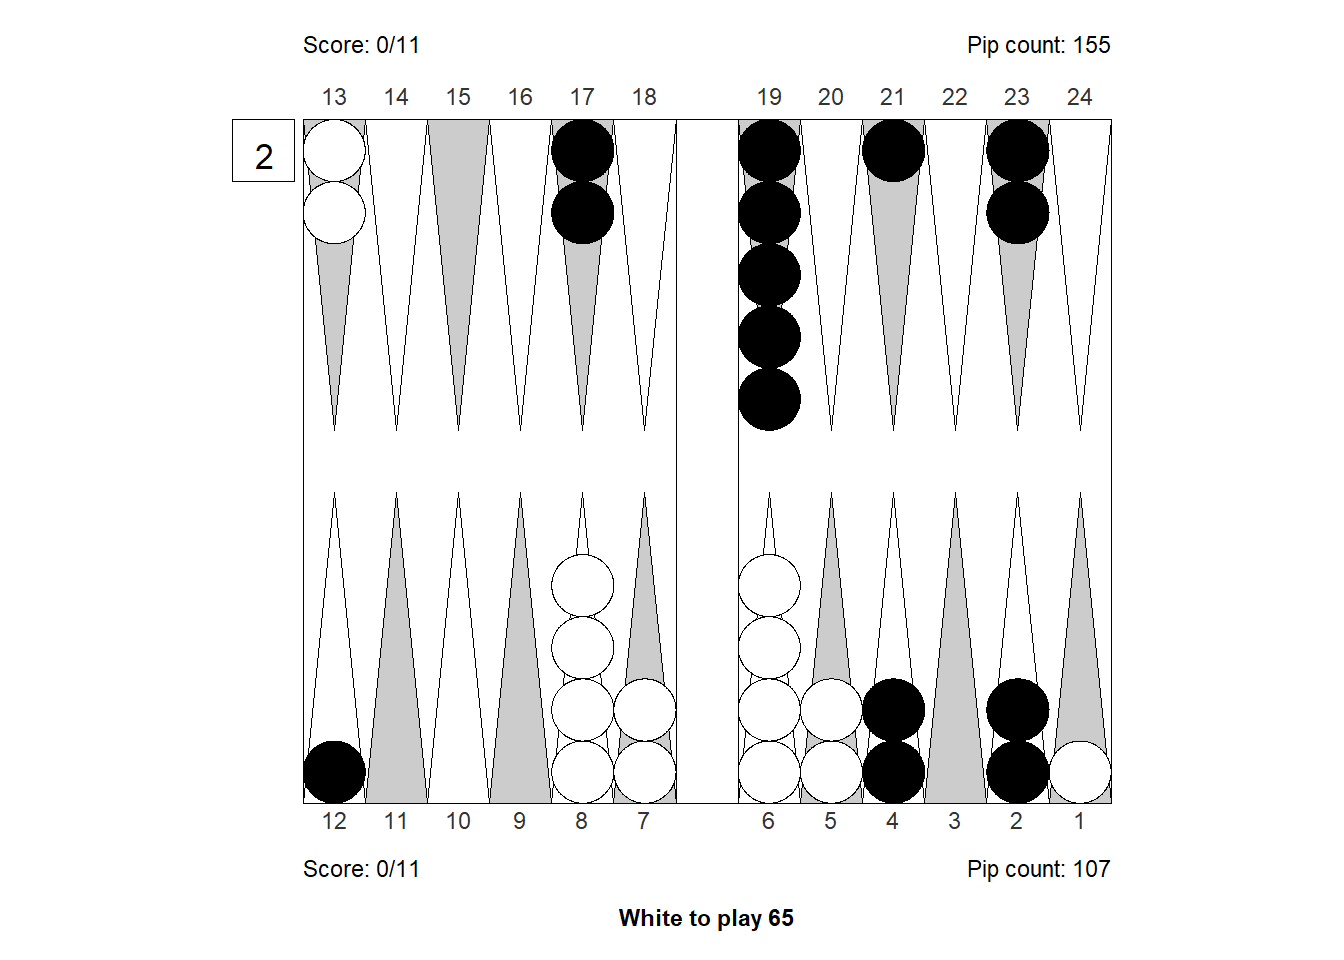 Score: 0/11 Pip count: 155
13 14 15 16 17 18 19 20 21 22 23 24
2
12 11 10 9 8 7 6 5 4 3 2 1
Score: 0/11 Pip count: 107
White to play 65